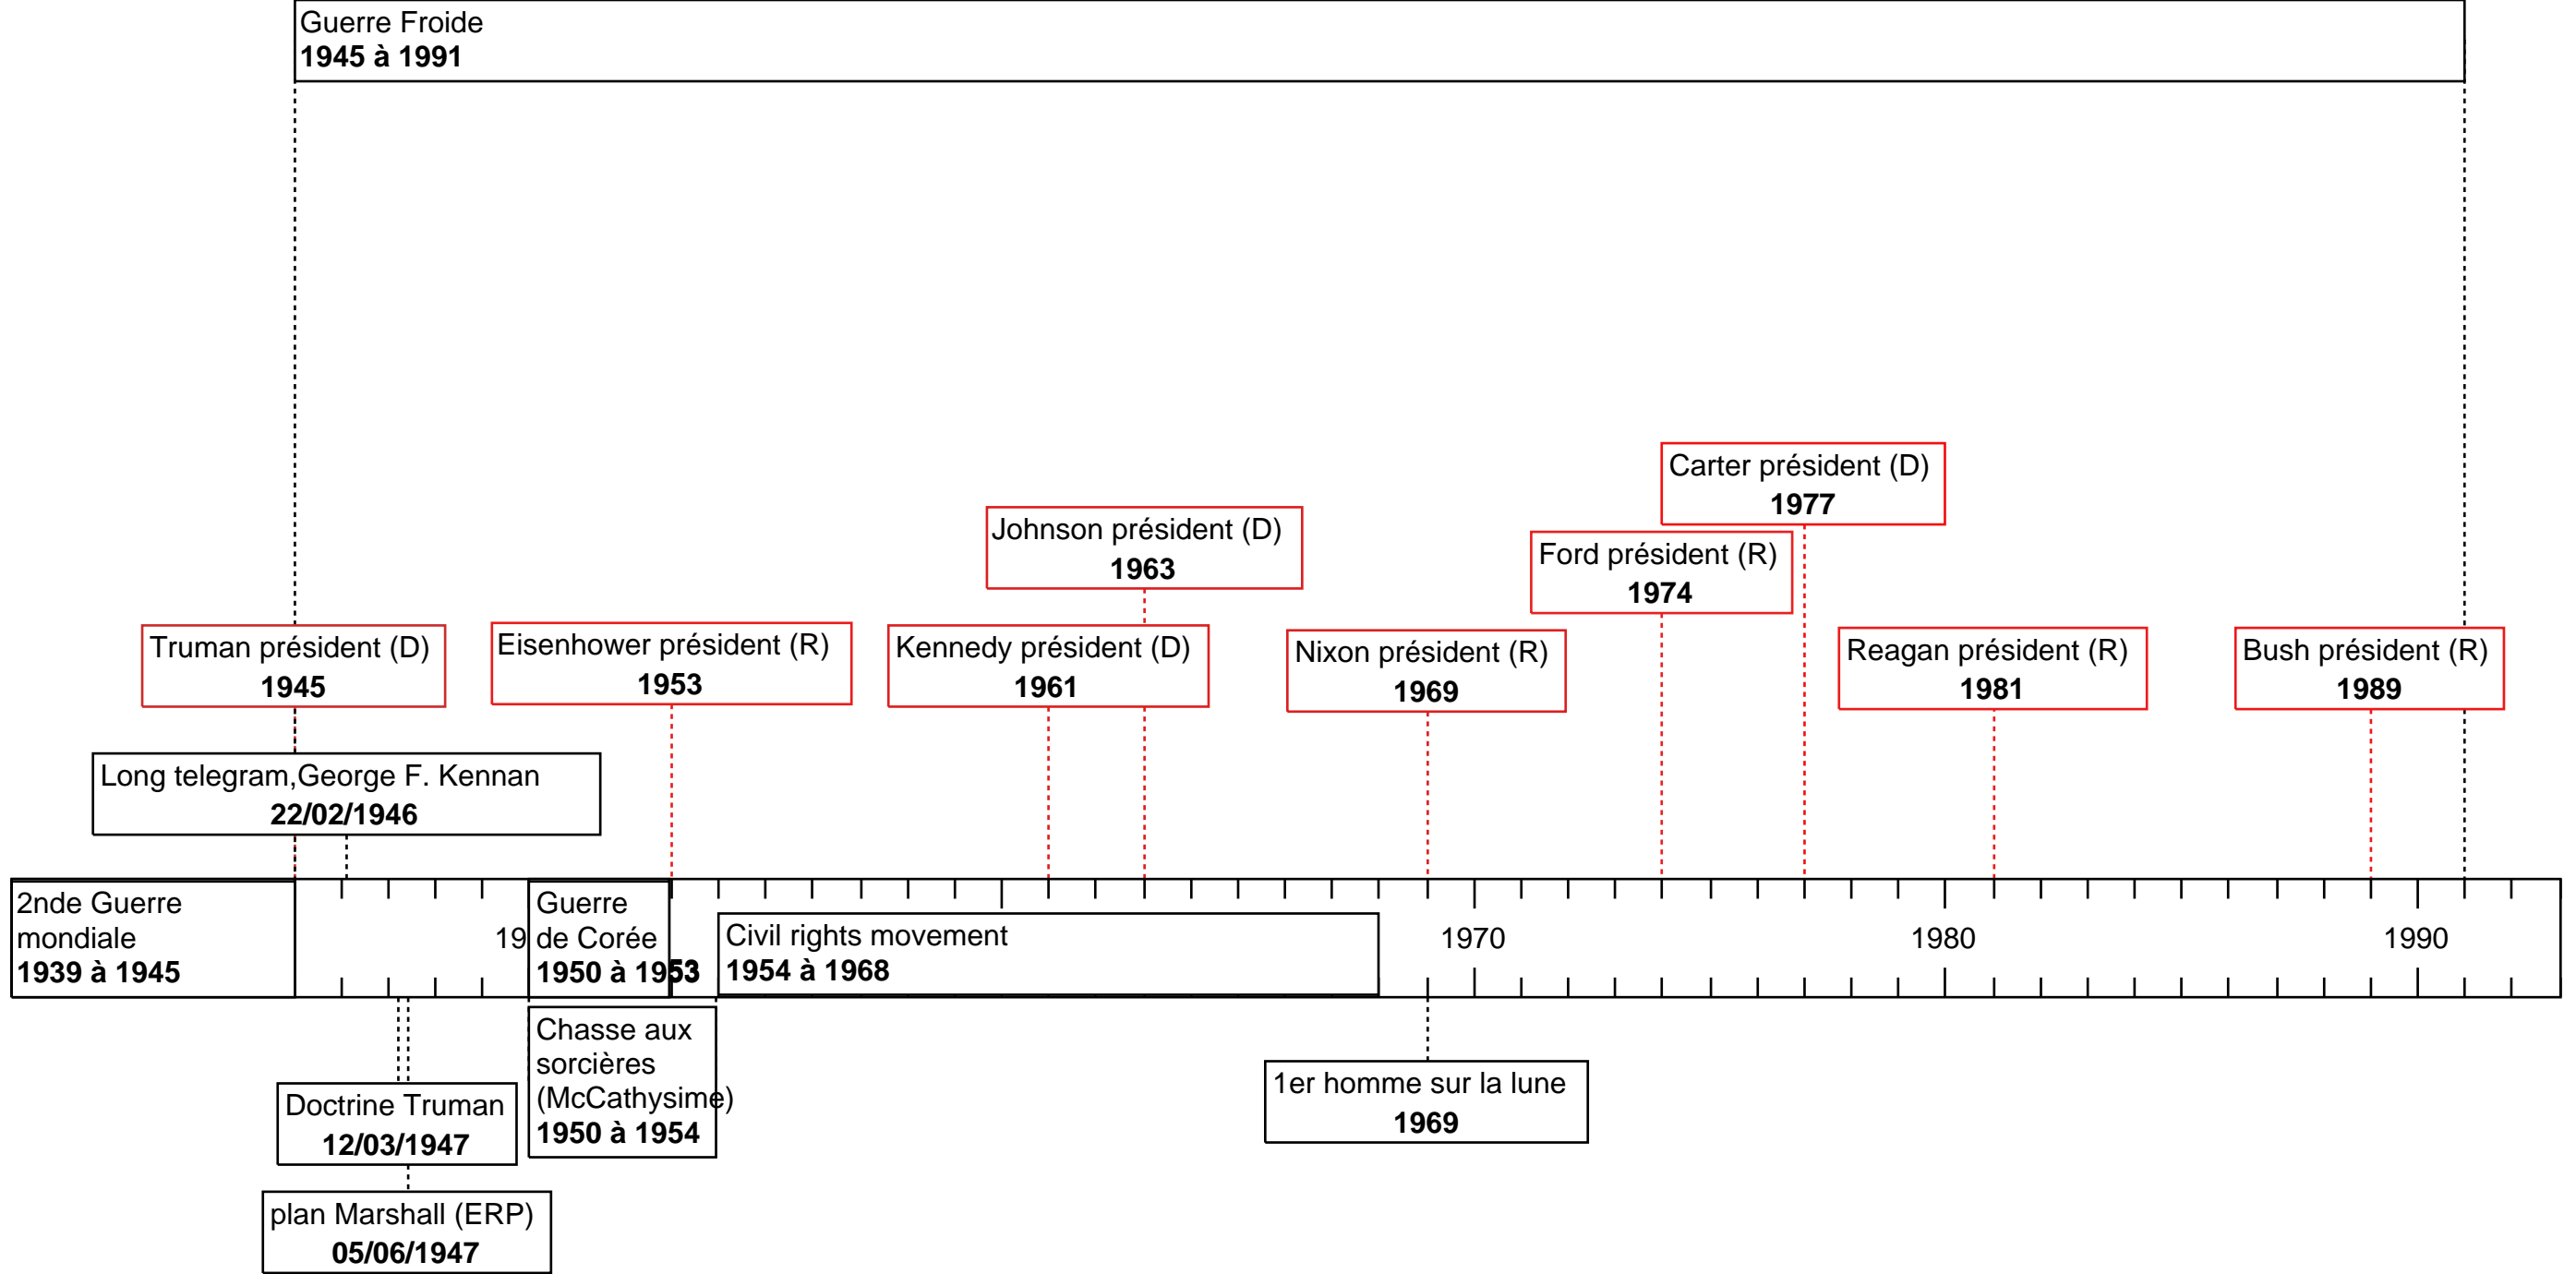 Guerre Froide
1945 à 1991
Carter président (D)
1977
Johnson président (D)
1963
Ford président (R)
1974
Truman président (D)
1945
Eisenhower président (R)
1953
Kennedy président (D)
1961
Nixon président (R)
1969
Reagan président (R)
1981
Bush président (R)
1989
Long telegram,George F. Kennan
22/02/1946
2nde Guerre
mondiale
1939 à 1945
19
Guerre
de Corée
1950 à 1953
Civil rights movement
1954 à 1968
1970
1980
1990
Chasse aux
sorcières
(McCathysime)
1950 à 1954
1er homme sur la lune
1969
Doctrine Truman
12/03/1947
plan Marshall (ERP)
05/06/1947